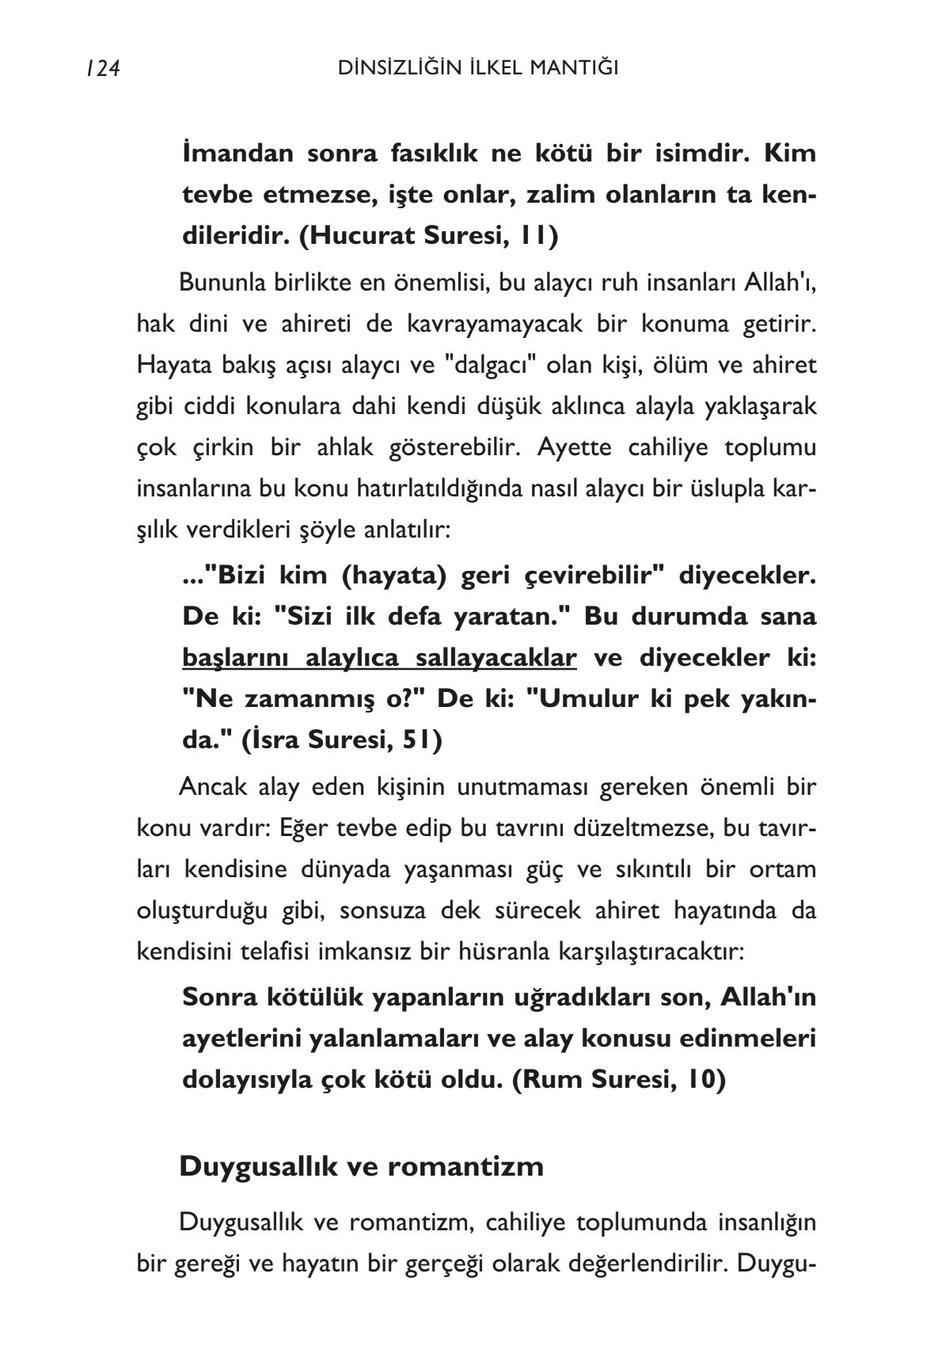 124
DİNSİZLİĞİN İLKEL MANTIĞI
İmandan sonra fasıklık ne kötü bir isimdir. Kim
tevbe etmezse, işte onlar, zalim olanların ta ken-
dileridir. (Hucurat Suresi, 11)
Bununla birlikte en önemlisi, bu alaycı ruh insanları Allah'ı,
hak dini ve ahireti de kavrayamayacak bir konuma getirir.
Hayata bakış açısı alaycı ve "dalgacı" olan kişi, ölüm ve ahiret
gibi ciddi konulara dahi kendi düşük aklınca alayla yaklaşarak
çok çirkin bir ahlak gösterebilir. Ayette cahiliye toplumu
insanlarına bu konu hatırlatıldığında nasıl alaycı bir üslupla kar-
şılık verdikleri şöyle anlatılır:
..."Bizi kim (hayata) geri çevirebilir" diyecekler.
De ki: "Sizi ilk defa yaratan." Bu durumda sana
başlarını alaylıca sallayacaklar ve diyecekler ki:
"Ne zamanmış o?" De ki: "Umulur ki pek yakın-
da." (İsra Suresi, 51)
Ancak alay eden kişinin unutmaması gereken önemli bir
konu vardır: Eğer tevbe edip bu tavrını düzeltmezse, bu tavır-
ları kendisine dünyada yaşanması güç ve sıkıntılı bir ortam
oluşturduğu gibi, sonsuza dek sürecek ahiret hayatında da
kendisini telafisi imkansız bir hüsranla karşılaştıracaktır:
Sonra kötülük yapanların uğradıkları son, Allah'ın
ayetlerini yalanlamaları ve alay konusu edinmeleri
dolayısıyla çok kötü oldu. (Rum Suresi, 10)
Duygusallık ve romantizm
Duygusallık ve romantizm, cahiliye toplumunda insanlığın
bir gereği ve hayatın bir gerçeği olarak değerlendirilir. Duygu-